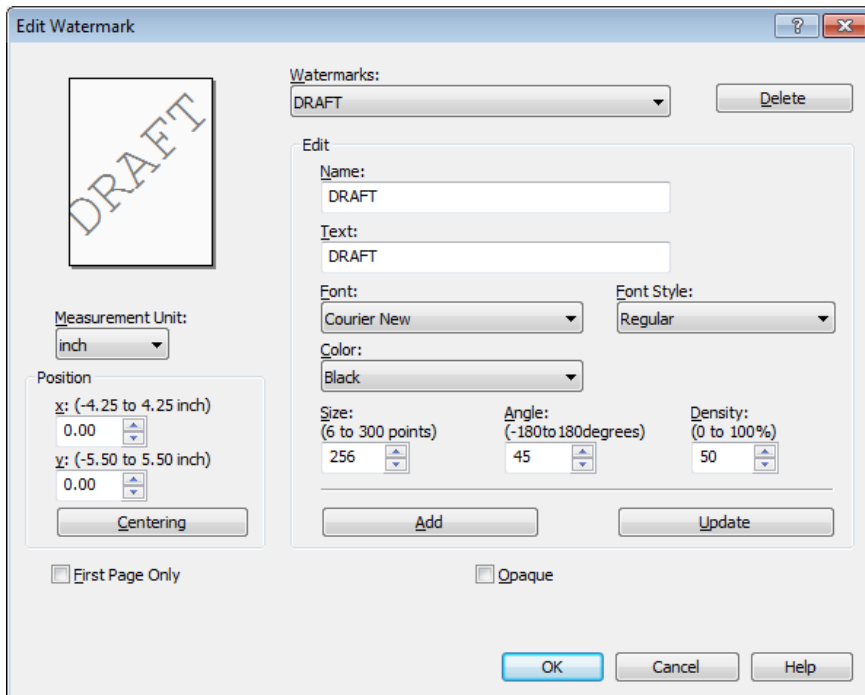 Edit Watermark
?
DRAFT
Watermarks:
DRAFT
Delete
Edit
Name:
DRAFT
Text:
DRAFT
Font:
Font Style:
Courier New
Regular
Color:
Black
Measurement Unit:
inch
Position
x: (-4.25 to 4.25 inch)
0.00
y: (-5.50 to 5.50 inch)
0.00
Centering
Size:
(6 to 300 points)
256
Angle:
(-180to180degrees)
45
Density:
(0 to 100%)
50
Add
Update
First Page Only
Opaque
OK
Cancel
Help